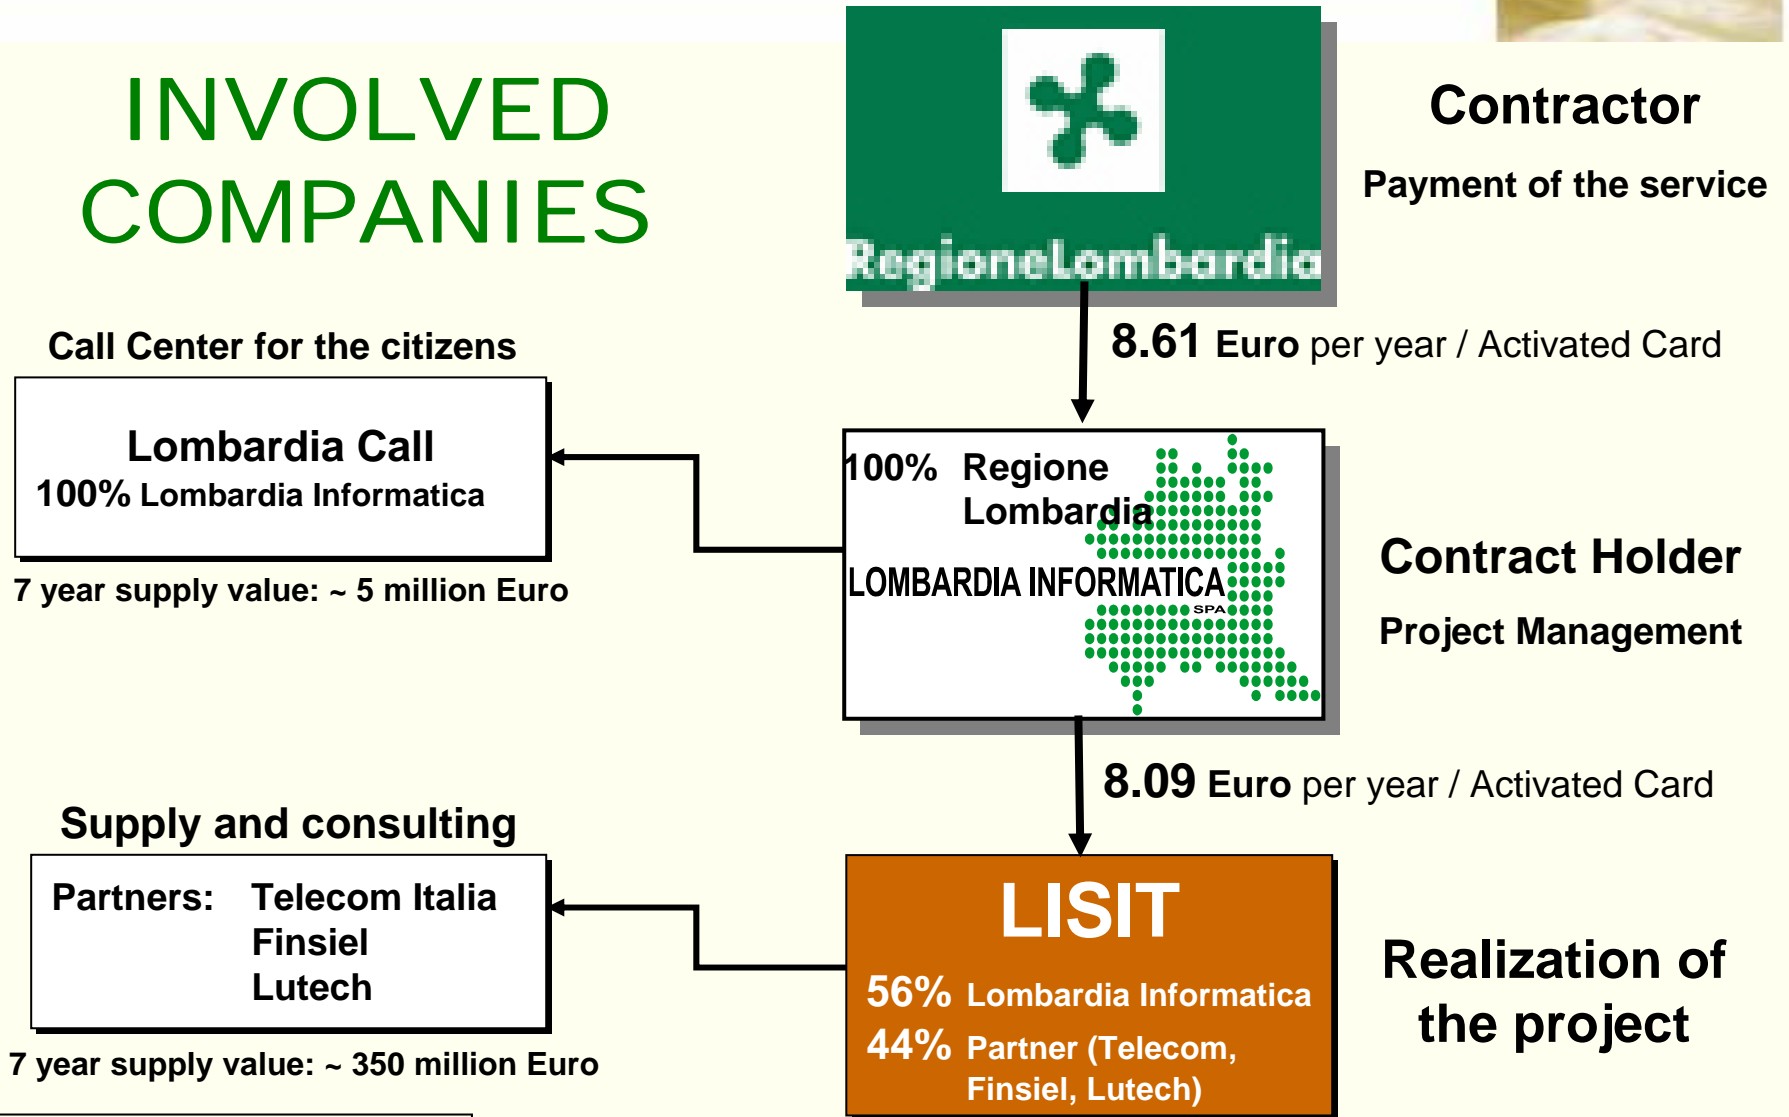 INVOLVED
COMPANIES
RegioneLombardia
Contractor
Payment of the service
8.61 Euro per year / Activated Card
Call Center for the citizens
Lombardia Call
100% Lombardia Informatica
7 year supply value: ~ 5 million Euro
100% Regione
Lombardia
LOMBARDIA INFORMATICA
SPA
Contract Holder
Project Management
8.09 Euro per year / Activated Card
Supply and consulting
Partners: Telecom Italia
Finsiel
Lutech
7 year supply value: ~ 350 million Euro
LISIT
56% Lombardia Informatica
44% Partner (Telecom,
Finsiel, Lutech)
Realization of
the project